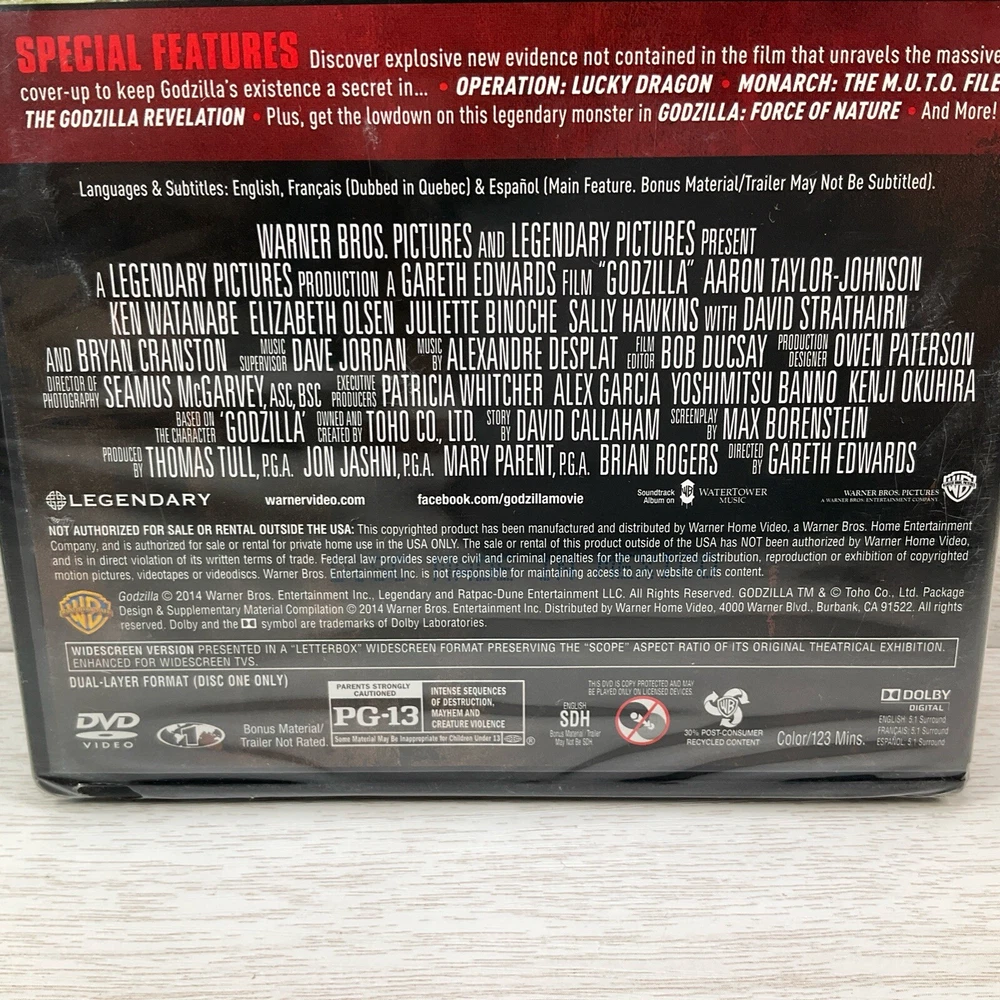 SPECIAL FEATURES Discover explosive new evidence not contained in the film that unravels the massive
cover-up to keep Godzilla's existence a secret in... • OPERATION: LUCKY DRAGON • MONARCH: THE M.U.T.O. FILE
THE GODZILLA REVELATION • Plus, get the lowdown on this legendary monster in GODZILLA: FORCE OF NATURE • And More!
Languages & Subtitles: English, Français (Dubbed in Quebec) & Español (Main Feature. Bonus Material/Trailer May Not Be Subtitled).
WARNER BROS. PICTURES AND LEGENDARY PICTURES PRESENT
A LEGENDARY PICTURES PRODUCTION A GARETH EDWARDS FILM "GODZILLA" AARON TAYLOR-JOHNSON
KEN WATANABE ELIZABETH OLSEN JULIETTE BINOCHE SALLY HAWKINS WITH DAVID STRATHAIRN
AND BRYAN CRANSTON MUSIC SUPERVISOR DAVE JORDAN MUSIC BY ALEXANDRE DESPLAT FILM EDITOR BOB DUCSAY PRODUCTION DESIGNER OWEN PATERSON
DIRECTOR OF PHOTOGRAPHY SEAMUS McGARVEY, ASC, BSC EXECUTIVE PRODUCERS PATRICIA WHITCHER ALEX GARCIA YOSHIMITSU BANNO KENJI OKUHIRA
BASED ON THE CHARACTER 'GODZILLA' OWNED AND CREATED BY TOHO CO., LTD. STORY BY DAVID CALLAHAM SCREENPLAY BY MAX BORENSTEIN
PRODUCED BY THOMAS TULL, P.G.A. JON JASHNI, P.G.A. MARY PARENT, P.G.A. BRIAN ROGERS DIRECTED BY GARETH EDWARDS
LEGENDARY warnervideo.com facebook.com/godzillamovie Soundtrack Album on WATERTOWER MUSIC WARNER BROS. PICTURES A WARNER BROS. ENTERTAINMENT COMPANY
NOT AUTHORIZED FOR SALE OR RENTAL OUTSIDE THE USA: This copyrighted product has been manufactured and distributed by Warner Home Video, a Warner Bros. Home Entertainment
Company, and is authorized for sale or rental for private home use in the USA ONLY. The sale or rental of this product outside of the USA has NOT been authorized by Warner Home Video,
and is in direct violation of its written terms of trade. Federal law provides severe civil and criminal penalties for the unauthorized distribution, reproduction or exhibition of copyrighted
motion pictures, videotapes or videodiscs. Warner Bros. Entertainment Inc. is not responsible for maintaining access to any website or its content.
Godzilla © 2014 Warner Bros. Entertainment Inc., Legendary and Ratpac-Dune Entertainment LLC. All Rights Reserved. GODZILLA TM & © Toho Co., Ltd. Package
Design & Supplementary Material Compilation © 2014 Warner Bros. Entertainment Inc. Distributed by Warner Home Video, 4000 Warner Blvd., Burbank, CA 91522. All rights
reserved. Dolby and the DD symbol are trademarks of Dolby Laboratories.
WIDESCREEN VERSION PRESENTED IN A "LETTERBOX" WIDESCREEN FORMAT PRESERVING THE "SCOPE" ASPECT RATIO OF ITS ORIGINAL THEATRICAL EXHIBITION.
ENHANCED FOR WIDESCREEN TVS.
DUAL-LAYER FORMAT (DISC ONE ONLY)
DVD
VIDEO
1
Bonus Material/
Trailer Not Rated.
PARENTS STRONGLY CAUTIONED
PG-13
Some Material May Be Inappropriate for Children Under 13
INTENSE SEQUENCES
OF DESTRUCTION,
MAYHEM AND
CREATURE VIOLENCE
ENGLISH
SDH
Bonus Material/Trailer
May Not Be SDH
THIS DVD IS COPY PROTECTED AND MAY
BE PLAYED ONLY ON LICENSED DEVICES.
30% POST-CONSUMER
RECYCLED CONTENT
Color/123 Mins.
DOLBY
DIGITAL
ENGLISH: 5.1 Surround
FRANÇAIS: 5.1 Surround
ESPAÑOL: 5.1 Surround